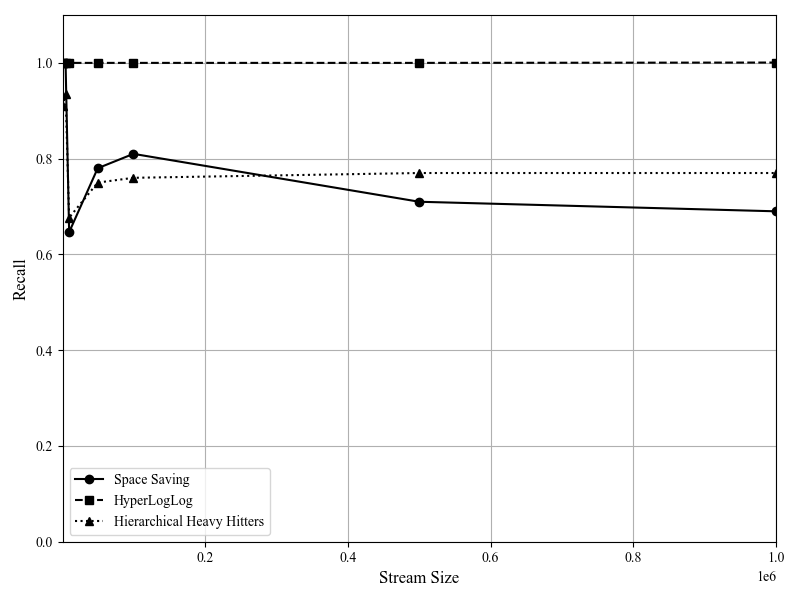 1.0
0.8
0.6
0.4
0.2
0.0
Recall
Space Saving
HyperLogLog
Hierarchical Heavy Hitters
0.2 0.4 0.6 0.8 1.0
1e6
Stream Size